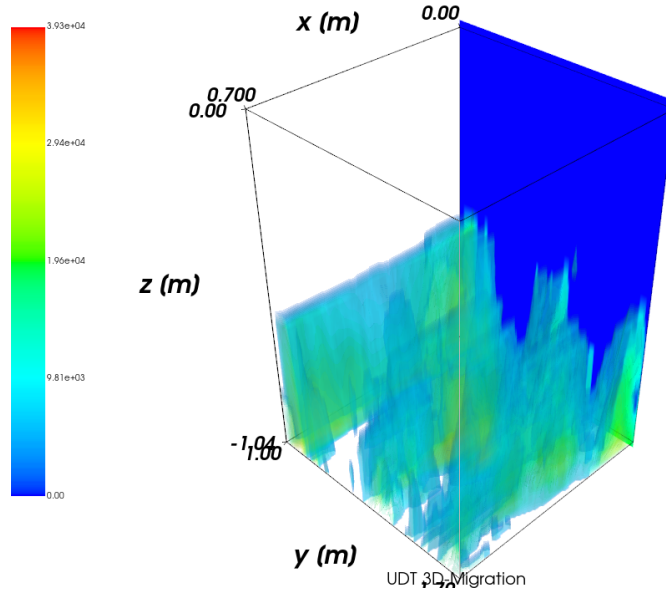 x (m)
0.00
3.93e+04
0.700
0.00
2.94e+04
1.96e+04
z (m)
9.81e+03
-1.04
1.00
0.00
y (m)
UDT 3D-Migration